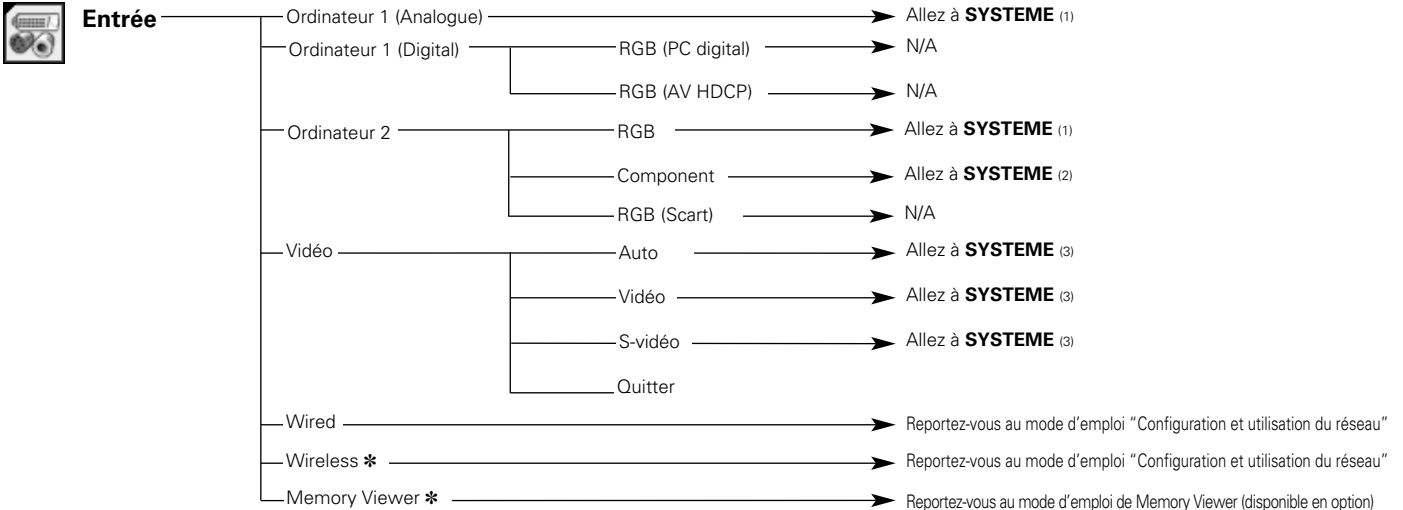 Entrée
Ordinateur 1 (Analogue) Allez à SYSTEME (1)
Ordinateur 1 (Digital) RGB (PC digital) N/A
RGB (AV HDCP) N/A
Ordinateur 2 RGB Allez à SYSTEME (1)
Component Allez à SYSTEME (2)
RGB (Scart) N/A
Vidéo Auto Allez à SYSTEME (3)
Vidéo Allez à SYSTEME (3)
S-vidéo Allez à SYSTEME (3)
Quitter
Wired Reportez-vous au mode d’emploi “Configuration et utilisation du réseau”
Wireless ✻ Reportez-vous au mode d’emploi “Configuration et utilisation du réseau”
Memory Viewer ✻ Reportez-vous au mode d’emploi de Memory Viewer (disponible en option)